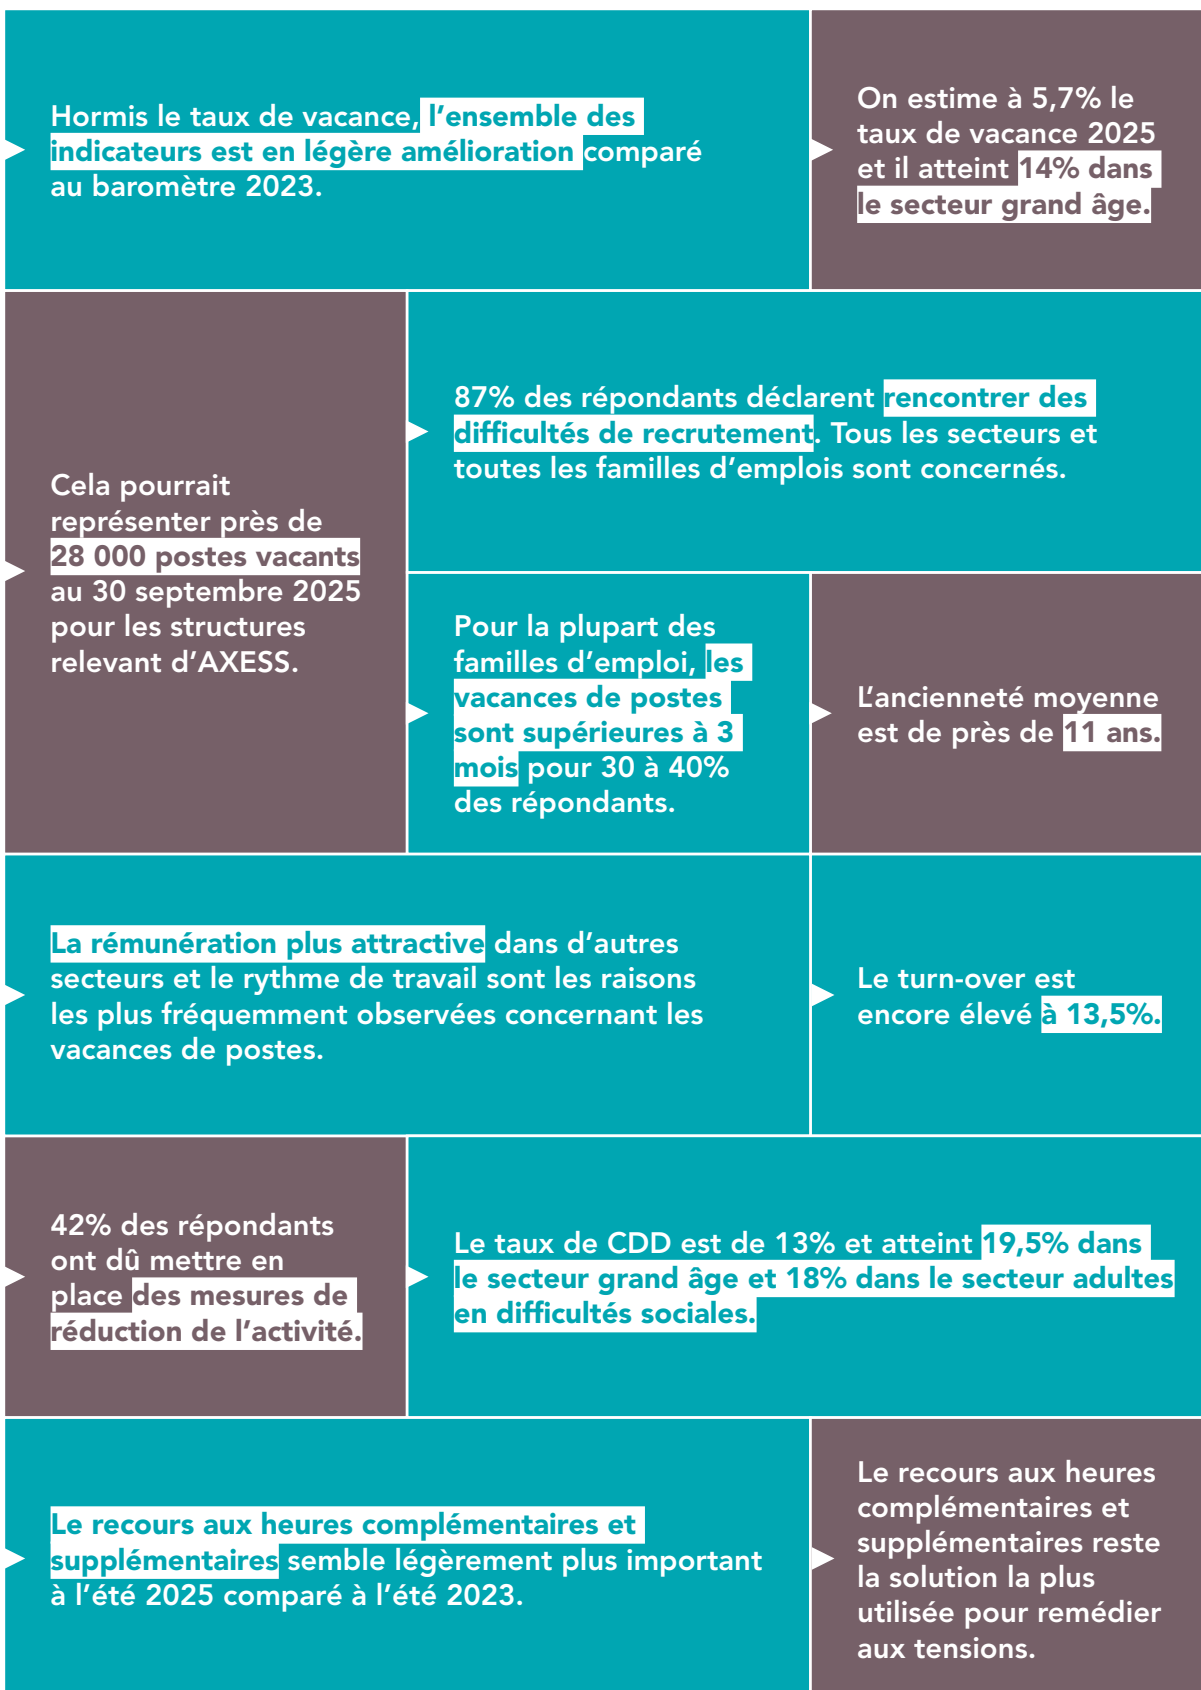 Hormis le taux de vacance, l'ensemble des
indicateurs est en légère amélioration comparé
au baromètre 2023.
On estime à 5,7% le
taux de vacance 2025
et il atteint 14% dans
le secteur grand âge.
Cela pourrait
représenter près de
28 000 postes vacants
au 30 septembre 2025
pour les structures
relevant d'AXESS.
87% des répondants déclarent rencontrer des
difficultés de recrutement. Tous les secteurs et
toutes les familles d'emplois sont concernés.
Pour la plupart des
familles d'emploi, les
vacances de postes
sont supérieures à 3
mois pour 30 à 40%
des répondants.
L'ancienneté moyenne
est de près de 11 ans.
La rémunération plus attractive dans d'autres
secteurs et le rythme de travail sont les raisons
les plus fréquemment observées concernant les
vacances de postes.
Le turn-over est
encore élevé à 13,5%.
42% des répondants
ont dû mettre en
place des mesures de
réduction de l'activité.
Le taux de CDD est de 13% et atteint 19,5% dans
le secteur grand âge et 18% dans le secteur adultes
en difficultés sociales.
Le recours aux heures complémentaires et
supplémentaires semble légèrement plus important
à l'été 2025 comparé à l'été 2023.
Le recours aux heures
complémentaires et
supplémentaires reste
la solution la plus
utilisée pour remédier
aux tensions.